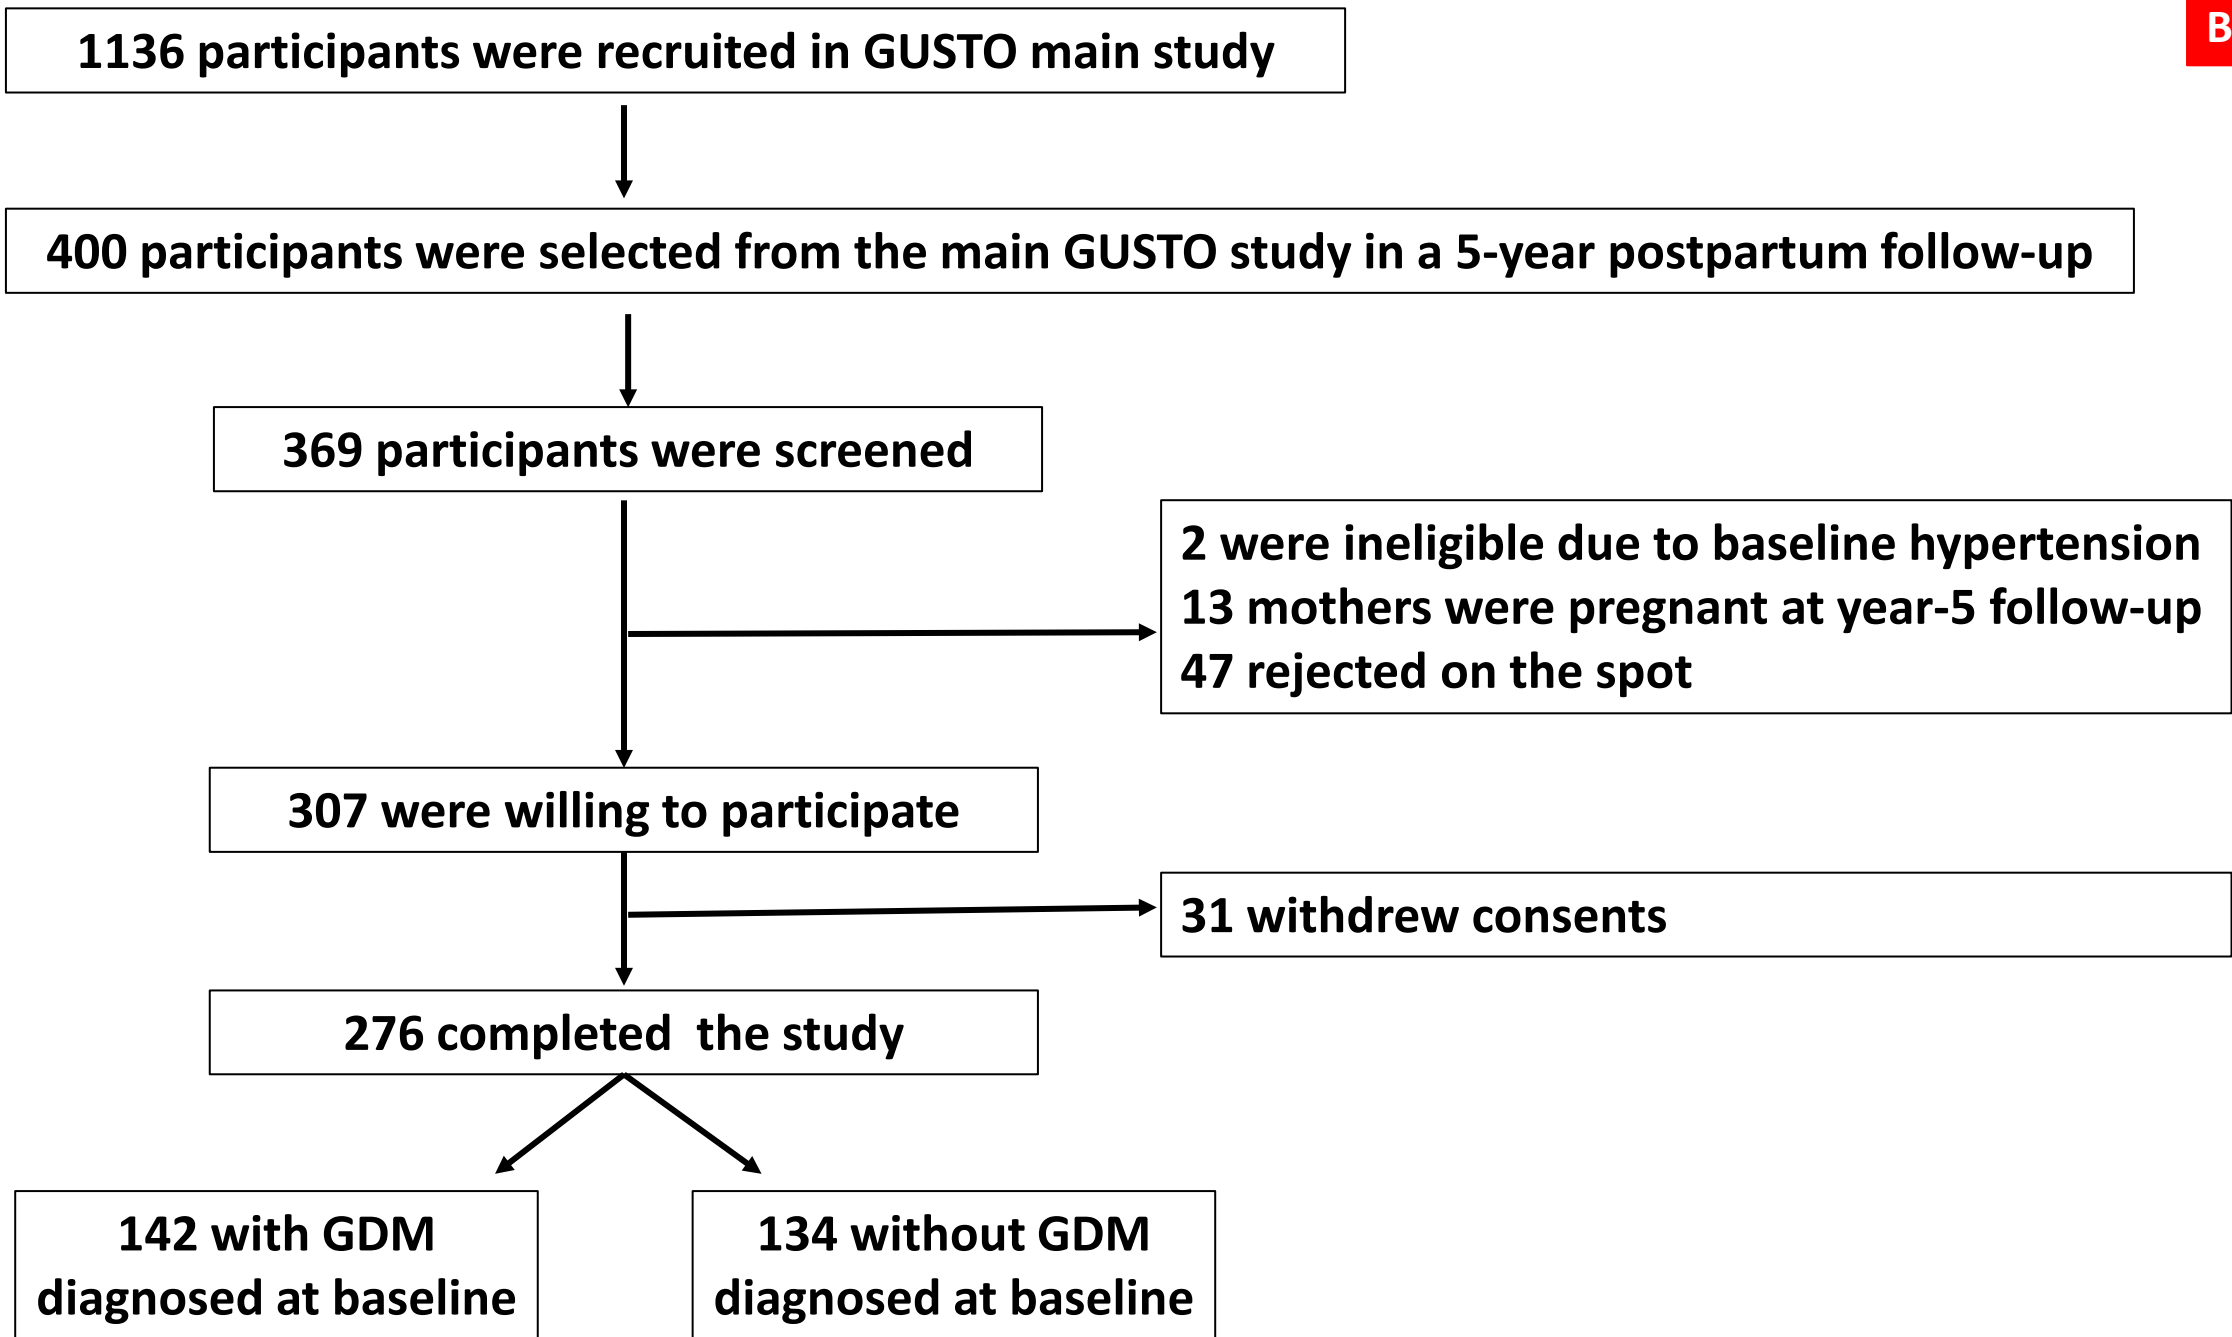 1136 participants were recruited in GUSTO main study
B
400 participants were selected from the main GUSTO study in a 5-year postpartum follow-up
369 participants were screened
2 were ineligible due to baseline hypertension
13 mothers were pregnant at year-5 follow-up
47 rejected on the spot
307 were willing to participate
31 withdrew consents
276 completed  the study
142 with GDM
diagnosed at baseline
134 without GDM
diagnosed at baseline